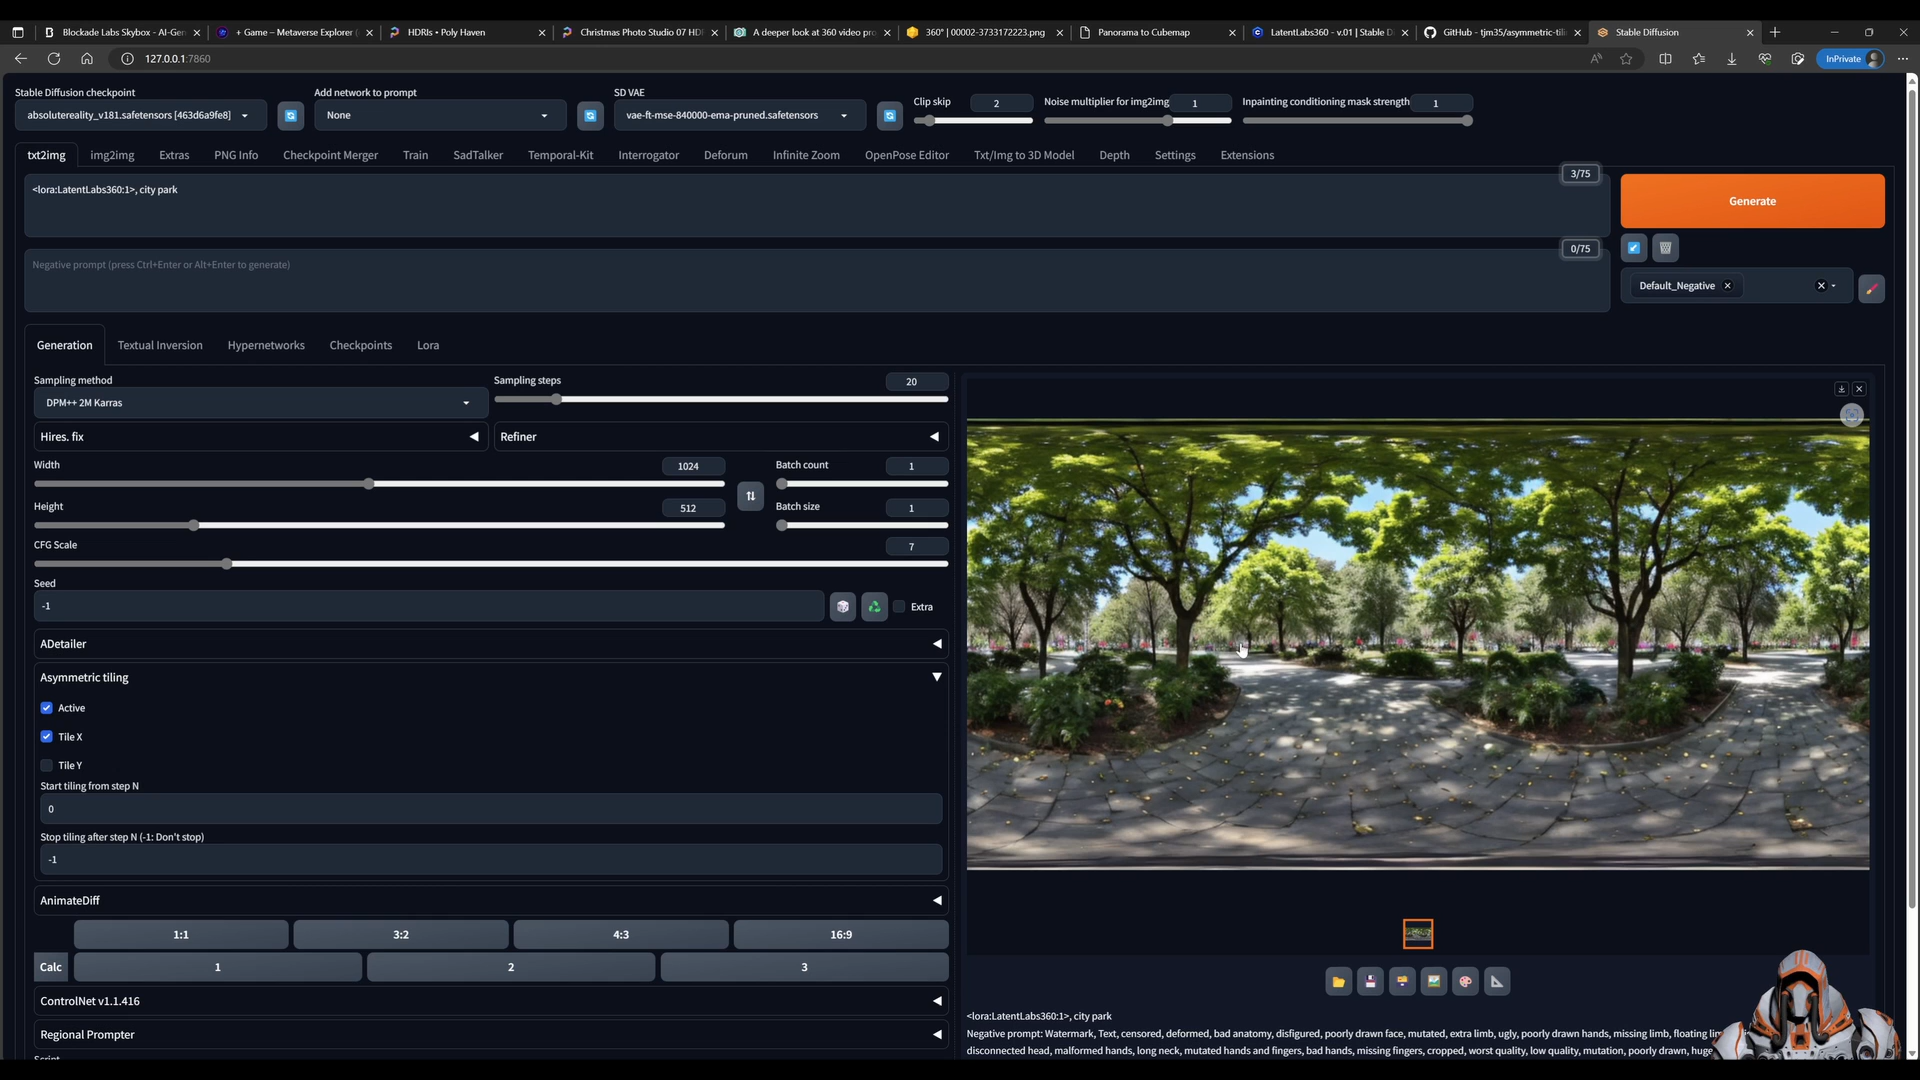 Blockade Labs Skybox - AI-Gen
+ Game – Metaverse Explorer (
HDRIs • Poly Haven
Christmas Photo Studio 07 HD
A deeper look at 360 video pro
360° | 00002-3733172223.png
Panorama to Cubemap
LatentLabs360 - v.01 | Stable D
GitHub - tjm35/asymmetric-tili
Stable Diffusion
127.0.0.1:7860
InPrivate
Stable Diffusion checkpoint
Add network to prompt
SD VAE
absolutereality_v181.safetensors [463d6a9fe8]
None
vae-ft-mse-840000-ema-pruned.safetensors
Clip skip
2
Noise multiplier for img2img
1
Inpainting conditioning mask strength
1
txt2img
img2img
Extras
PNG Info
Checkpoint Merger
Train
SadTalker
Temporal-Kit
Interrogator
Deforum
Infinite Zoom
OpenPose Editor
Txt/Img to 3D Model
Depth
Settings
Extensions
3/75
<lora:LatentLabs360:1>, city park
Generate
0/75
Negative prompt (press Ctrl+Enter or Alt+Enter to generate)
Default_Negative
Generation
Textual Inversion
Hypernetworks
Checkpoints
Lora
Sampling method
DPM++ 2M Karras
Sampling steps
20
Hires. fix
Refiner
Width
1024
Batch count
1
Height
512
Batch size
1
CFG Scale
7
Seed
-1
Extra
ADetailer
Asymmetric tiling
Active
Tile X
Tile Y
Start tiling from step N
0
Stop tiling after step N (-1: Don't stop)
-1
AnimateDiff
1:1
3:2
4:3
16:9
Calc
1
2
3
ControlNet v1.1.416
Regional Prompter
<lora:LatentLabs360:1>, city park
Negative prompt: Watermark, Text, censored, deformed, bad anatomy, disfigured, poorly drawn face, mutated, extra limb, ugly, poorly drawn hands, missing limb, floating
disconnected head, malformed hands, long neck, mutated hands and fingers, bad hands, missing fingers, cropped, worst quality, low quality, mutation, poorly drawn, huge